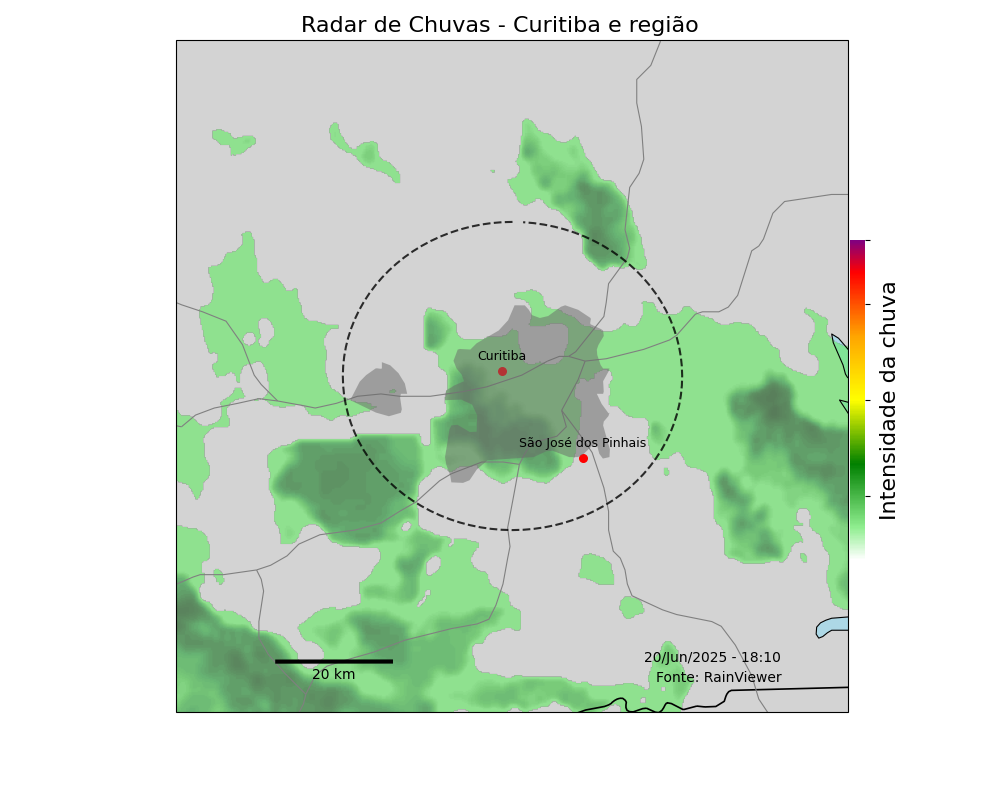 Radar de Chuvas - Curitiba e região
Curitiba
São José dos Pinhais
Intensidade da chuva
20/Jun/2025 - 18:10
Fonte: RainViewer
20 km